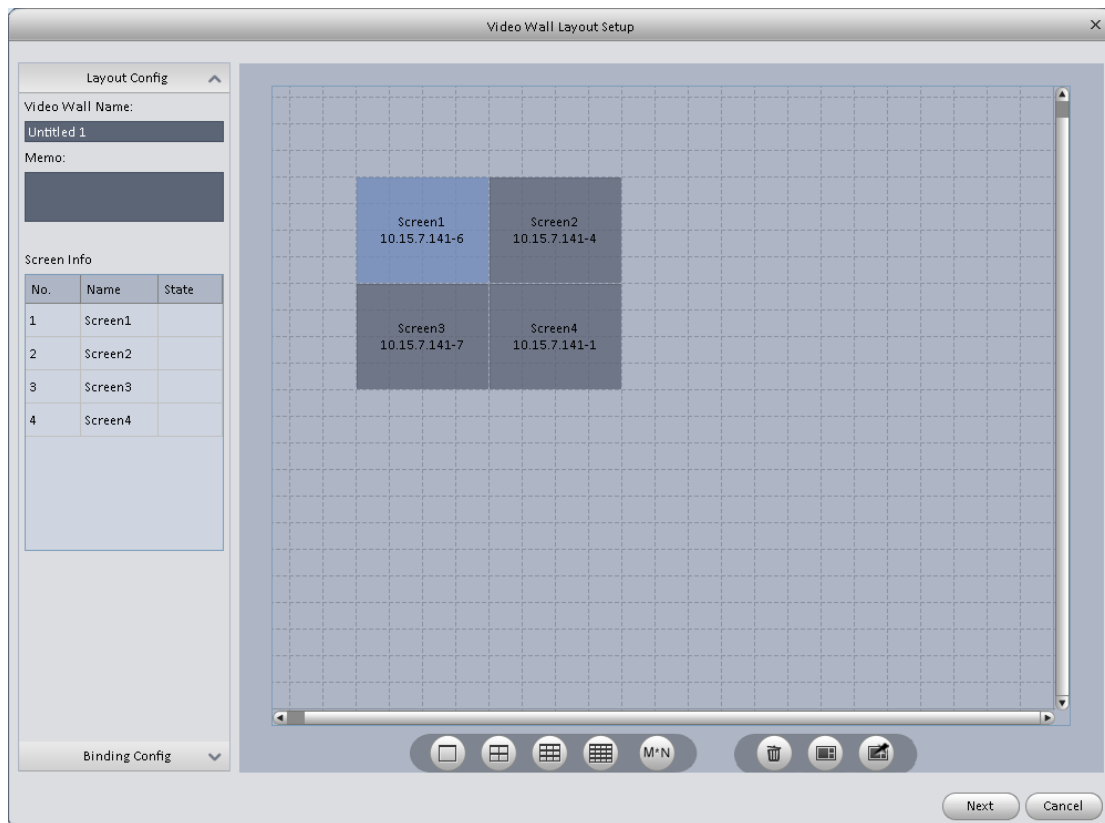 Video Wall Layout Setup
Layout Config
Video Wall Name:
Untitled 1
Memo:
Screen Info
No. Name State
1 Screen1
2 Screen2
3 Screen3
4 Screen4
Binding Config
Screen1
10.15.7.141-6
Screen2
10.15.7.141-4
Screen3
10.15.7.141-7
Screen4
10.15.7.141-1
M*N
Next
Cancel